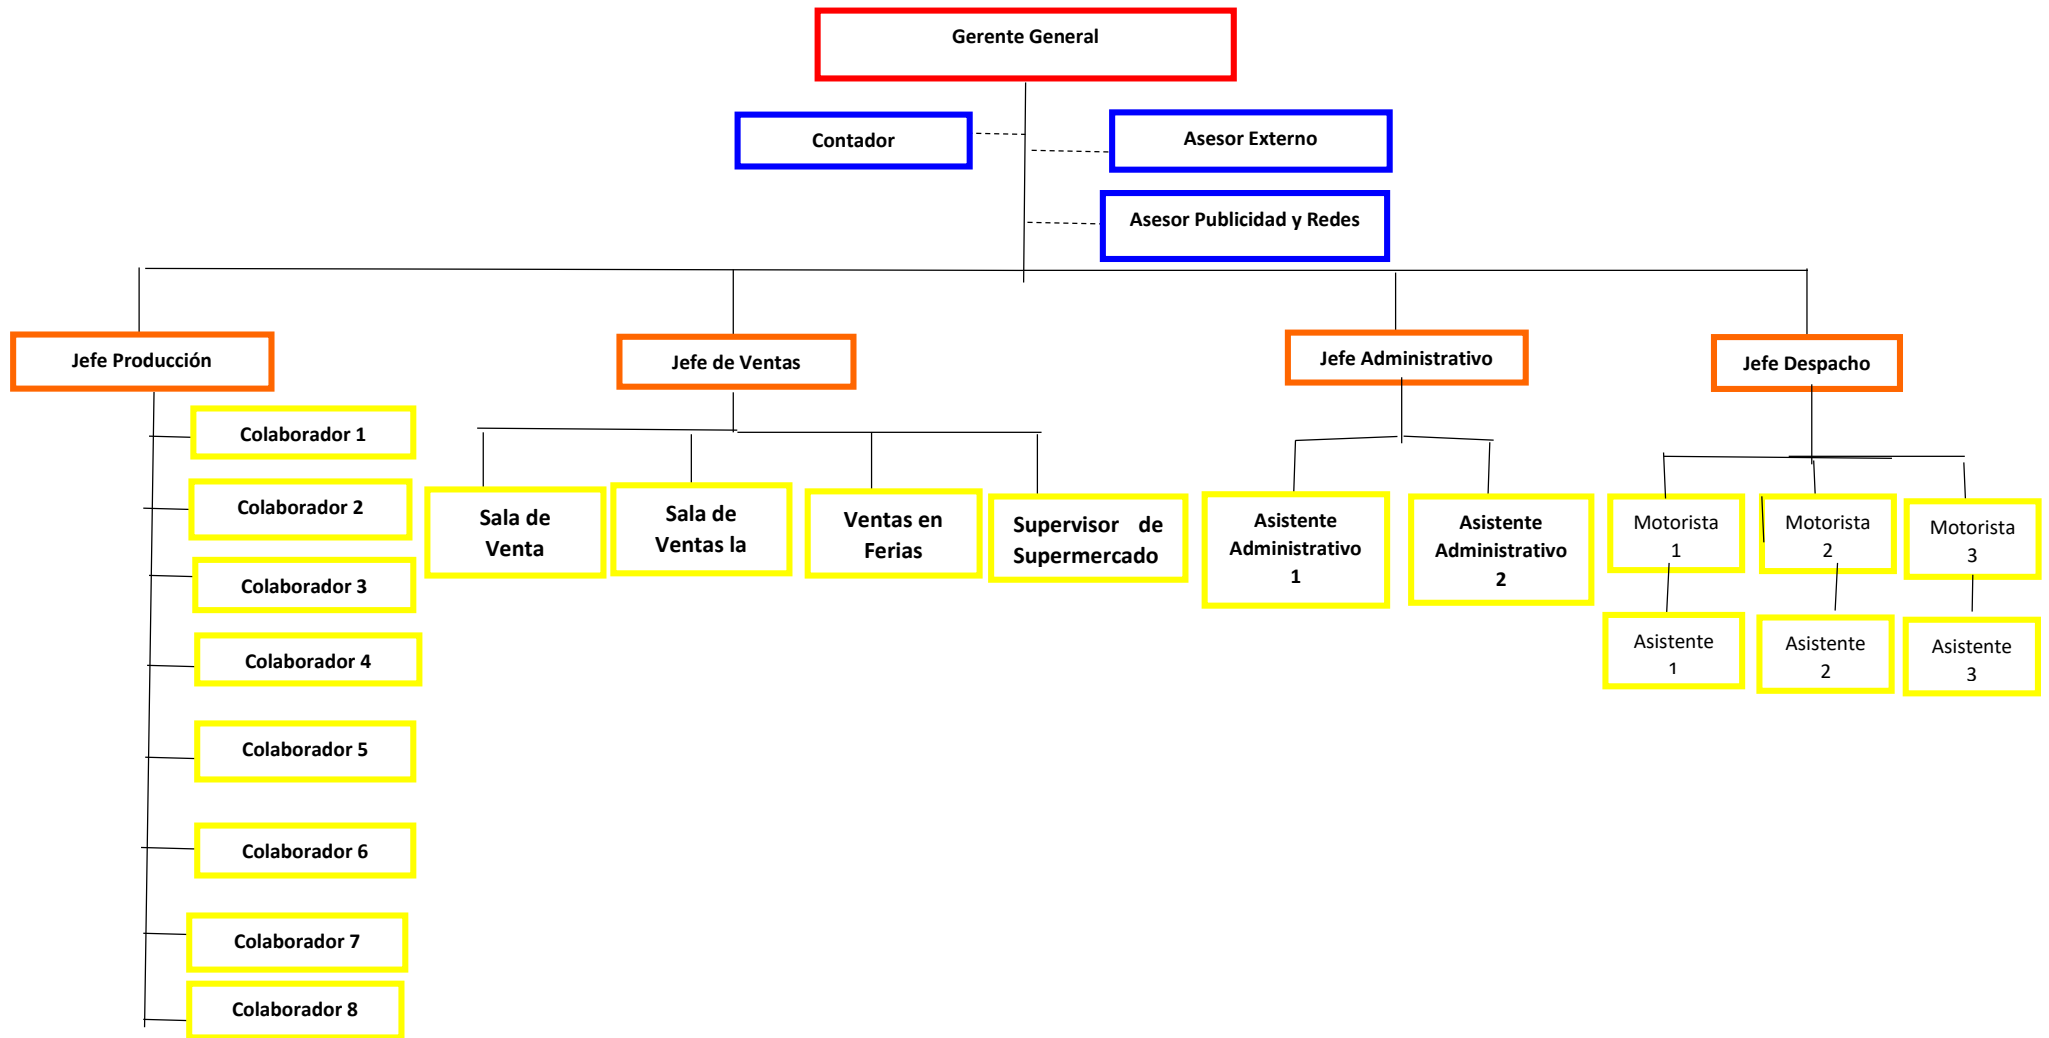 Gerente General
Contador
Asesor Externo
Asesor Publicidad y Redes
Jefe Producción
Jefe de Ventas
Jefe Administrativo
Jefe Despacho
Colaborador 1
Colaborador 2
Colaborador 3
Colaborador 4
Colaborador 5
Colaborador 6
Colaborador 7
Colaborador 8
Sala de
Venta
Sala de
Ventas la
Ventas en
Ferias
Supervisor de
Supermercado
Asistente
Administrativo
1
Asistente
Administrativo
2
Motorista
1
Motorista
2
Motorista
3
Asistente
1
Asistente
2
Asistente
3